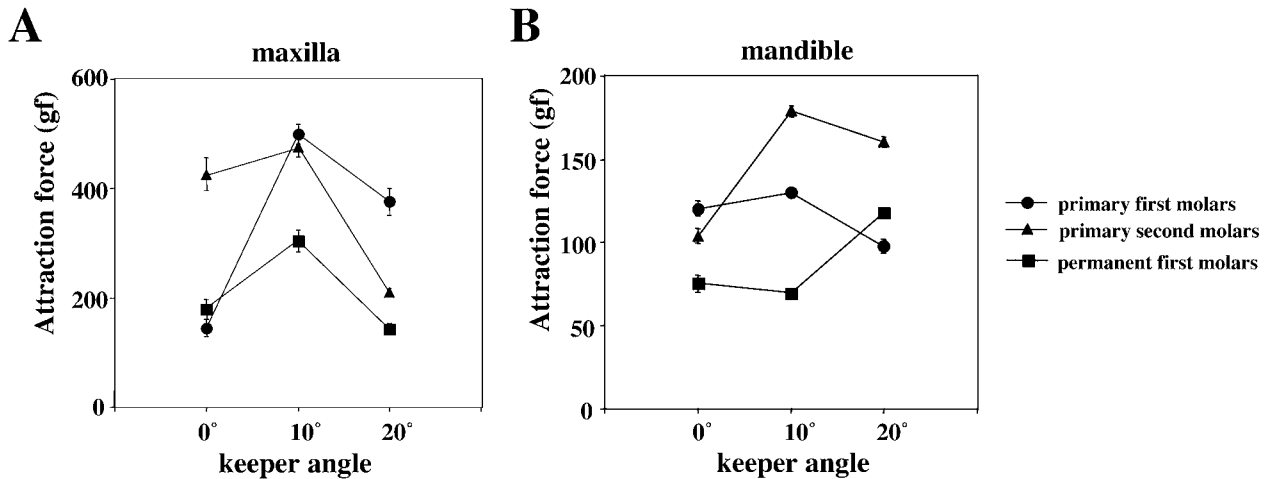 A
maxilla
Attraction force (gf)
600
400
200
0
0° 10° 20°
keeper angle
B
mandible
Attraction force (gf)
200
150
100
50
0
0° 10° 20°
keeper angle
primary first molars
primary second molars
permanent first molars